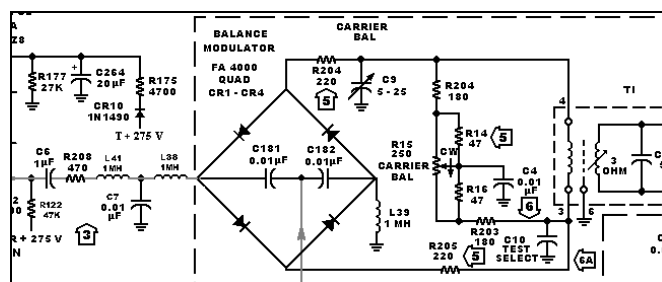 A
Z8
BALANCE
MODULATOR
FA 4000
QUAD
CR1 - CR4
CARRIER
BAL
R204
220
5
C9
5 - 25
R204
180
R177
27K
+
C264
20µF
R175
4700
CR10
1N1490
T + 275 V
R14
47
5
R15
250
CARRIER
BAL
CW
R16
47
C4
0.01
µF
6
T1
4
3
OHM
C
5
C6
1µF
R208
470
L41
1MH
L38
1MH
C7
0.01
µF
C181
0.01µF
C182
0.01µF
L39
1 MH
2
00
R122
47K
R + 275 V
N
3
R203
180
C10
TEST
SELECT
3
6
R205
220
5
6A
C
0.